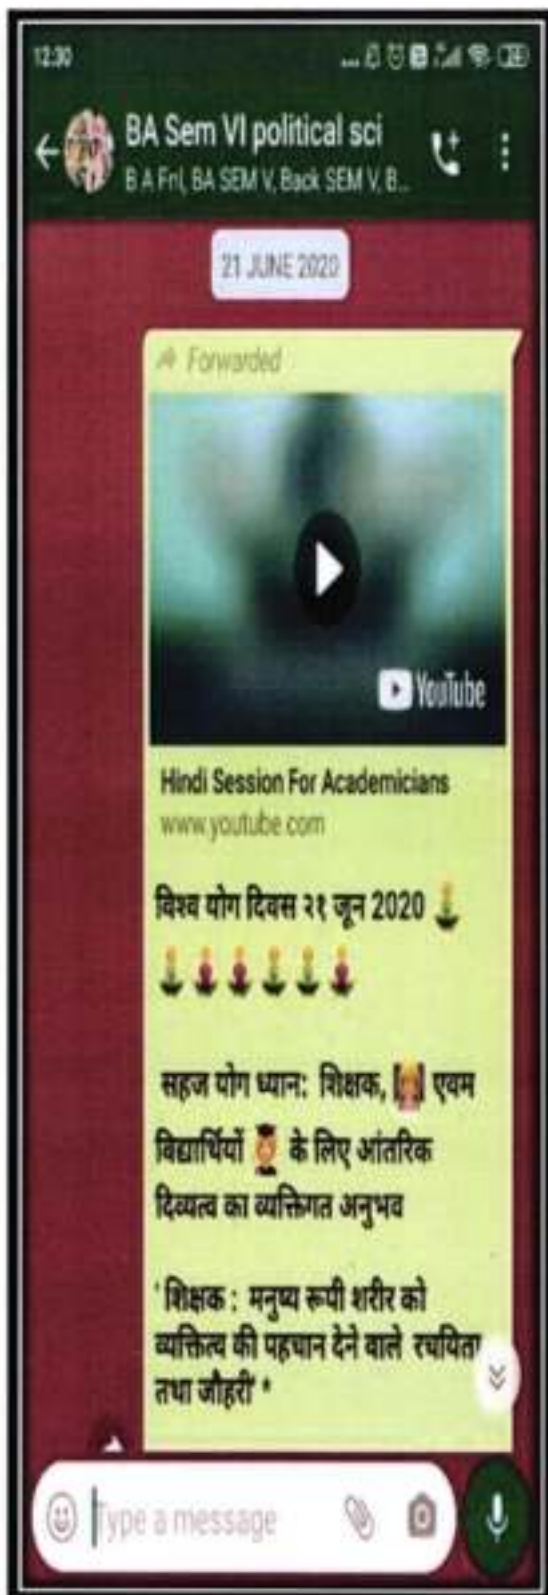 12:30
BA Sem VI political sci
B A FnI, BA SEM V, Back SEM V, B...
21 JUNE 2020
Forwarded
YouTube
Hindi Session For Academicians
www.youtube.com
विश्व योग दिवस २१ जून 2020
सहज योग ध्यान: शिक्षक, एवम
विद्यार्थियों के लिए आंतरिक
दिव्यत्व का व्यक्तिगत अनुभव
'शिक्षक : मनुष्य रूपी शरीर को
व्यक्तित्व की पहचान देने वाले रचयिता
तथा जौहरी' *
Type a message